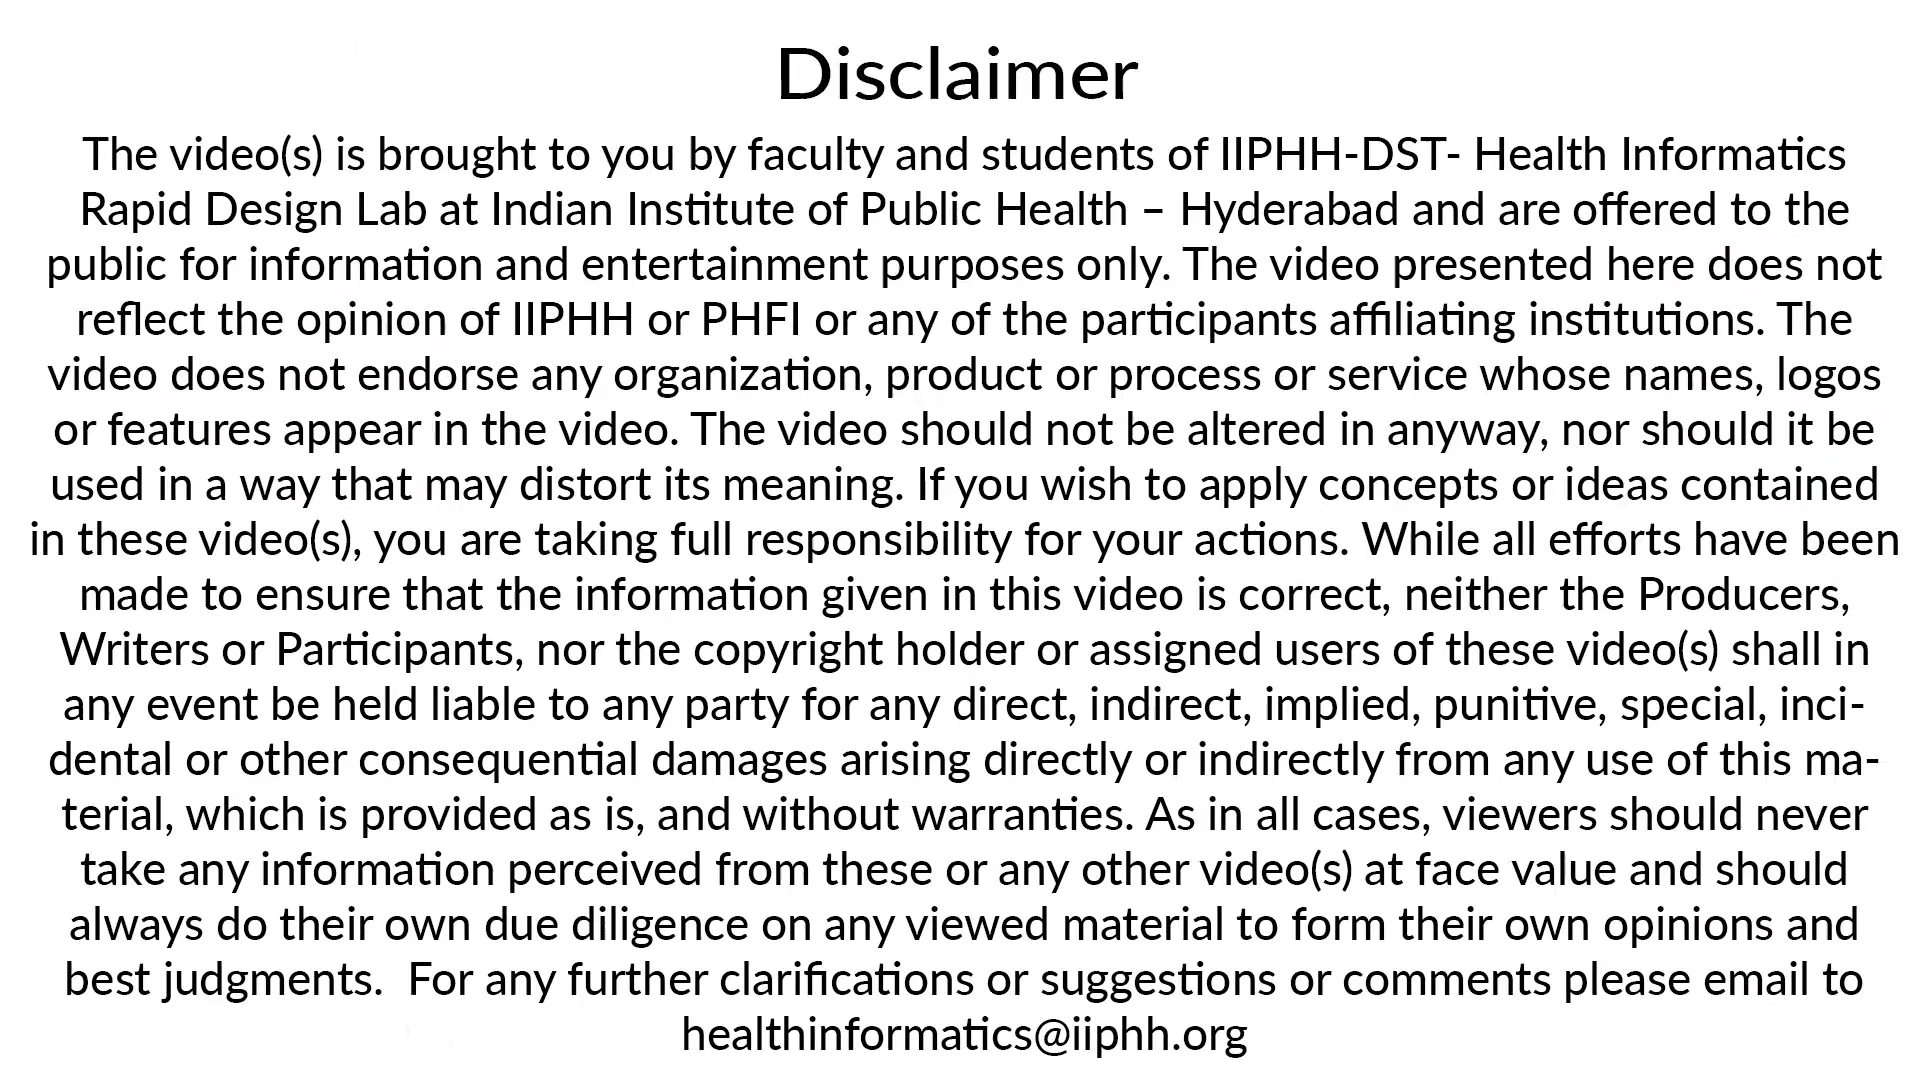 Disclaimer
The video(s) is brought to you by faculty and students of IIPHH-DST- Health Informatics
Rapid Design Lab at Indian Institute of Public Health – Hyderabad and are offered to the
public for information and entertainment purposes only. The video presented here does not
reflect the opinion of IIPHH or PHFI or any of the participants affiliating institutions. The
video does not endorse any organization, product or process or service whose names, logos
or features appear in the video. The video should not be altered in anyway, nor should it be
used in a way that may distort its meaning. If you wish to apply concepts or ideas contained
in these video(s), you are taking full responsibility for your actions. While all efforts have been
made to ensure that the information given in this video is correct, neither the Producers,
Writers or Participants, nor the copyright holder or assigned users of these video(s) shall in
any event be held liable to any party for any direct, indirect, implied, punitive, special, inci-
dental or other consequential damages arising directly or indirectly from any use of this ma-
terial, which is provided as is, and without warranties. As in all cases, viewers should never
take any information perceived from these or any other video(s) at face value and should
always do their own due diligence on any viewed material to form their own opinions and
best judgments.  For any further clarifications or suggestions or comments please email to
healthinformatics@iiphh.org